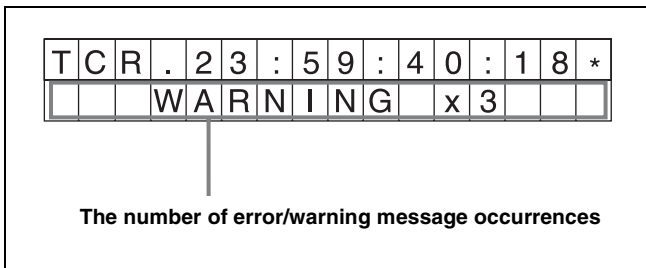 TCR.23:59:40:18*
WARNING x3
The number of error/warning message occurrences